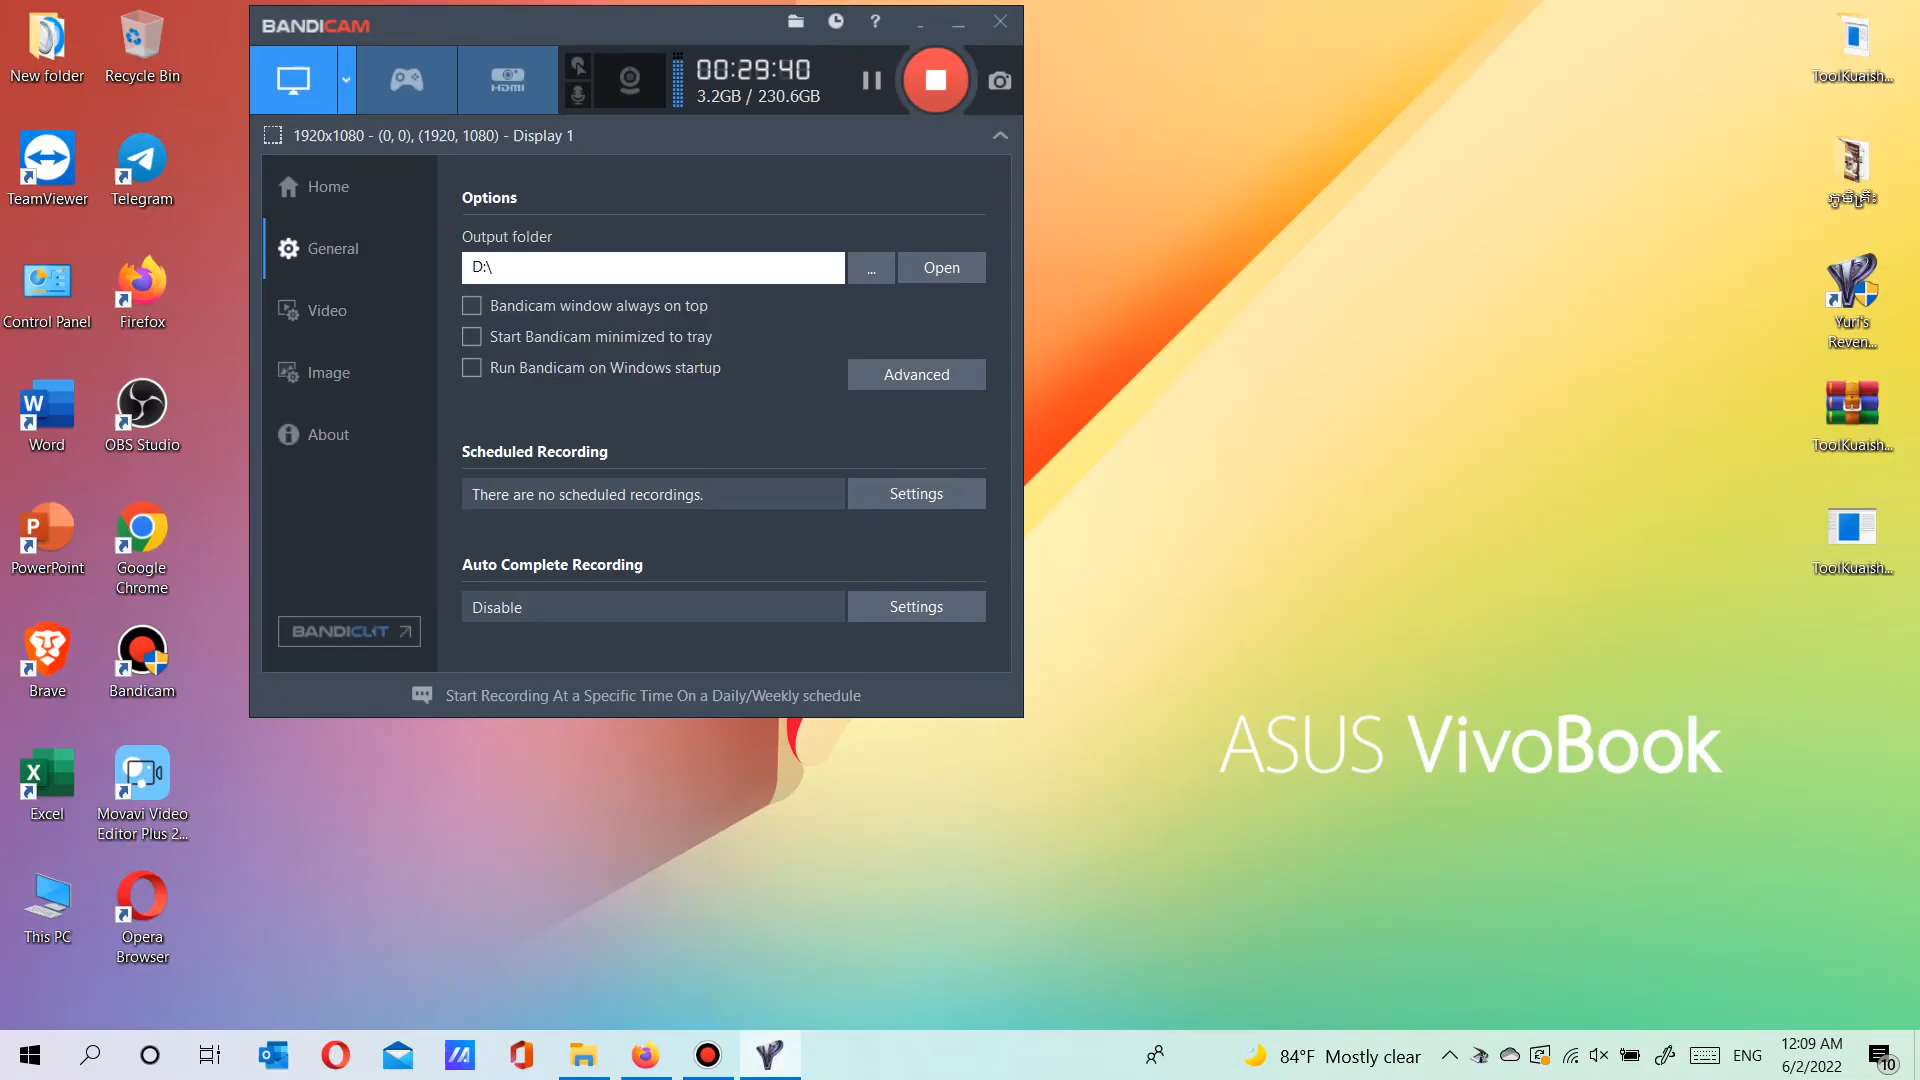 New folder
Recycle Bin
TeamViewer
Telegram
Control Panel
Firefox
Word
OBS Studio
PowerPoint
Google
Chrome
Brave
Bandicam
Excel
Movavi Video
Editor Plus 2...
This PC
Opera
Browser
BANDICAM
?
HDMI
00:29:40
3.2GB / 230.6GB
1920x1080 - (0, 0), (1920, 1080) - Display 1
Home
General
Video
Image
About
BANDICUT
Options
Output folder
D:\
...
Open
Bandicam window always on top
Start Bandicam minimized to tray
Run Bandicam on Windows startup
Advanced
Scheduled Recording
There are no scheduled recordings.
Settings
Auto Complete Recording
Disable
Settings
Start Recording At a Specific Time On a Daily/Weekly schedule
ASUS VivoBook
ToolKuaish...
Yuri's
Reven...
ToolKuaish...
ToolKuaish...
84°F Mostly clear
ENG
12:09 AM
6/2/2022
10